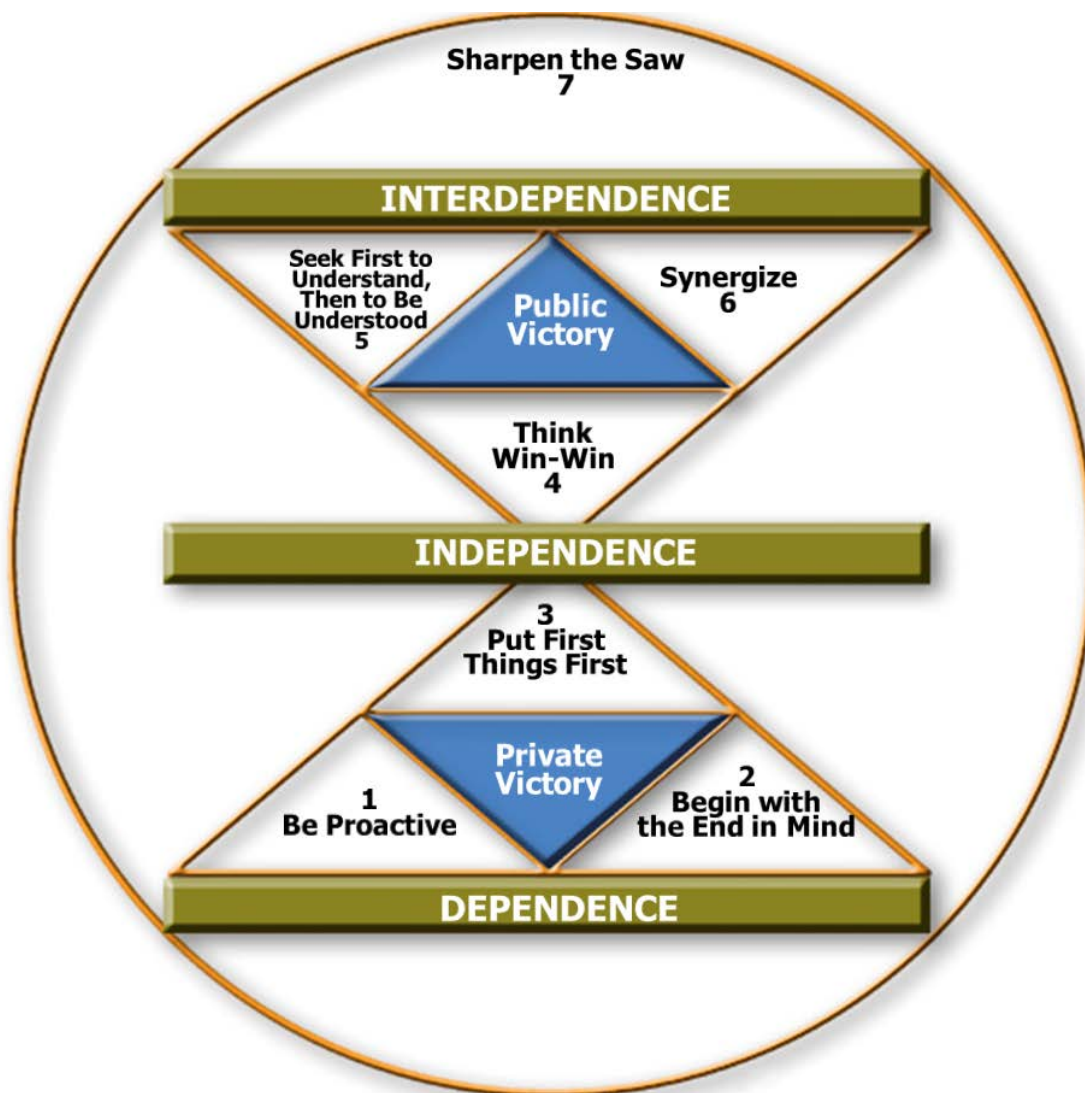 Sharpen the Saw
7
INTERDEPENDENCE
Seek First to
Understand,
Then to Be
Understood
5
Public
Victory
Synergize
6
Think
Win-Win
4
INDEPENDENCE
3
Put First
Things First
Private
Victory
1
Be Proactive
2
Begin with
the End in Mind
DEPENDENCE